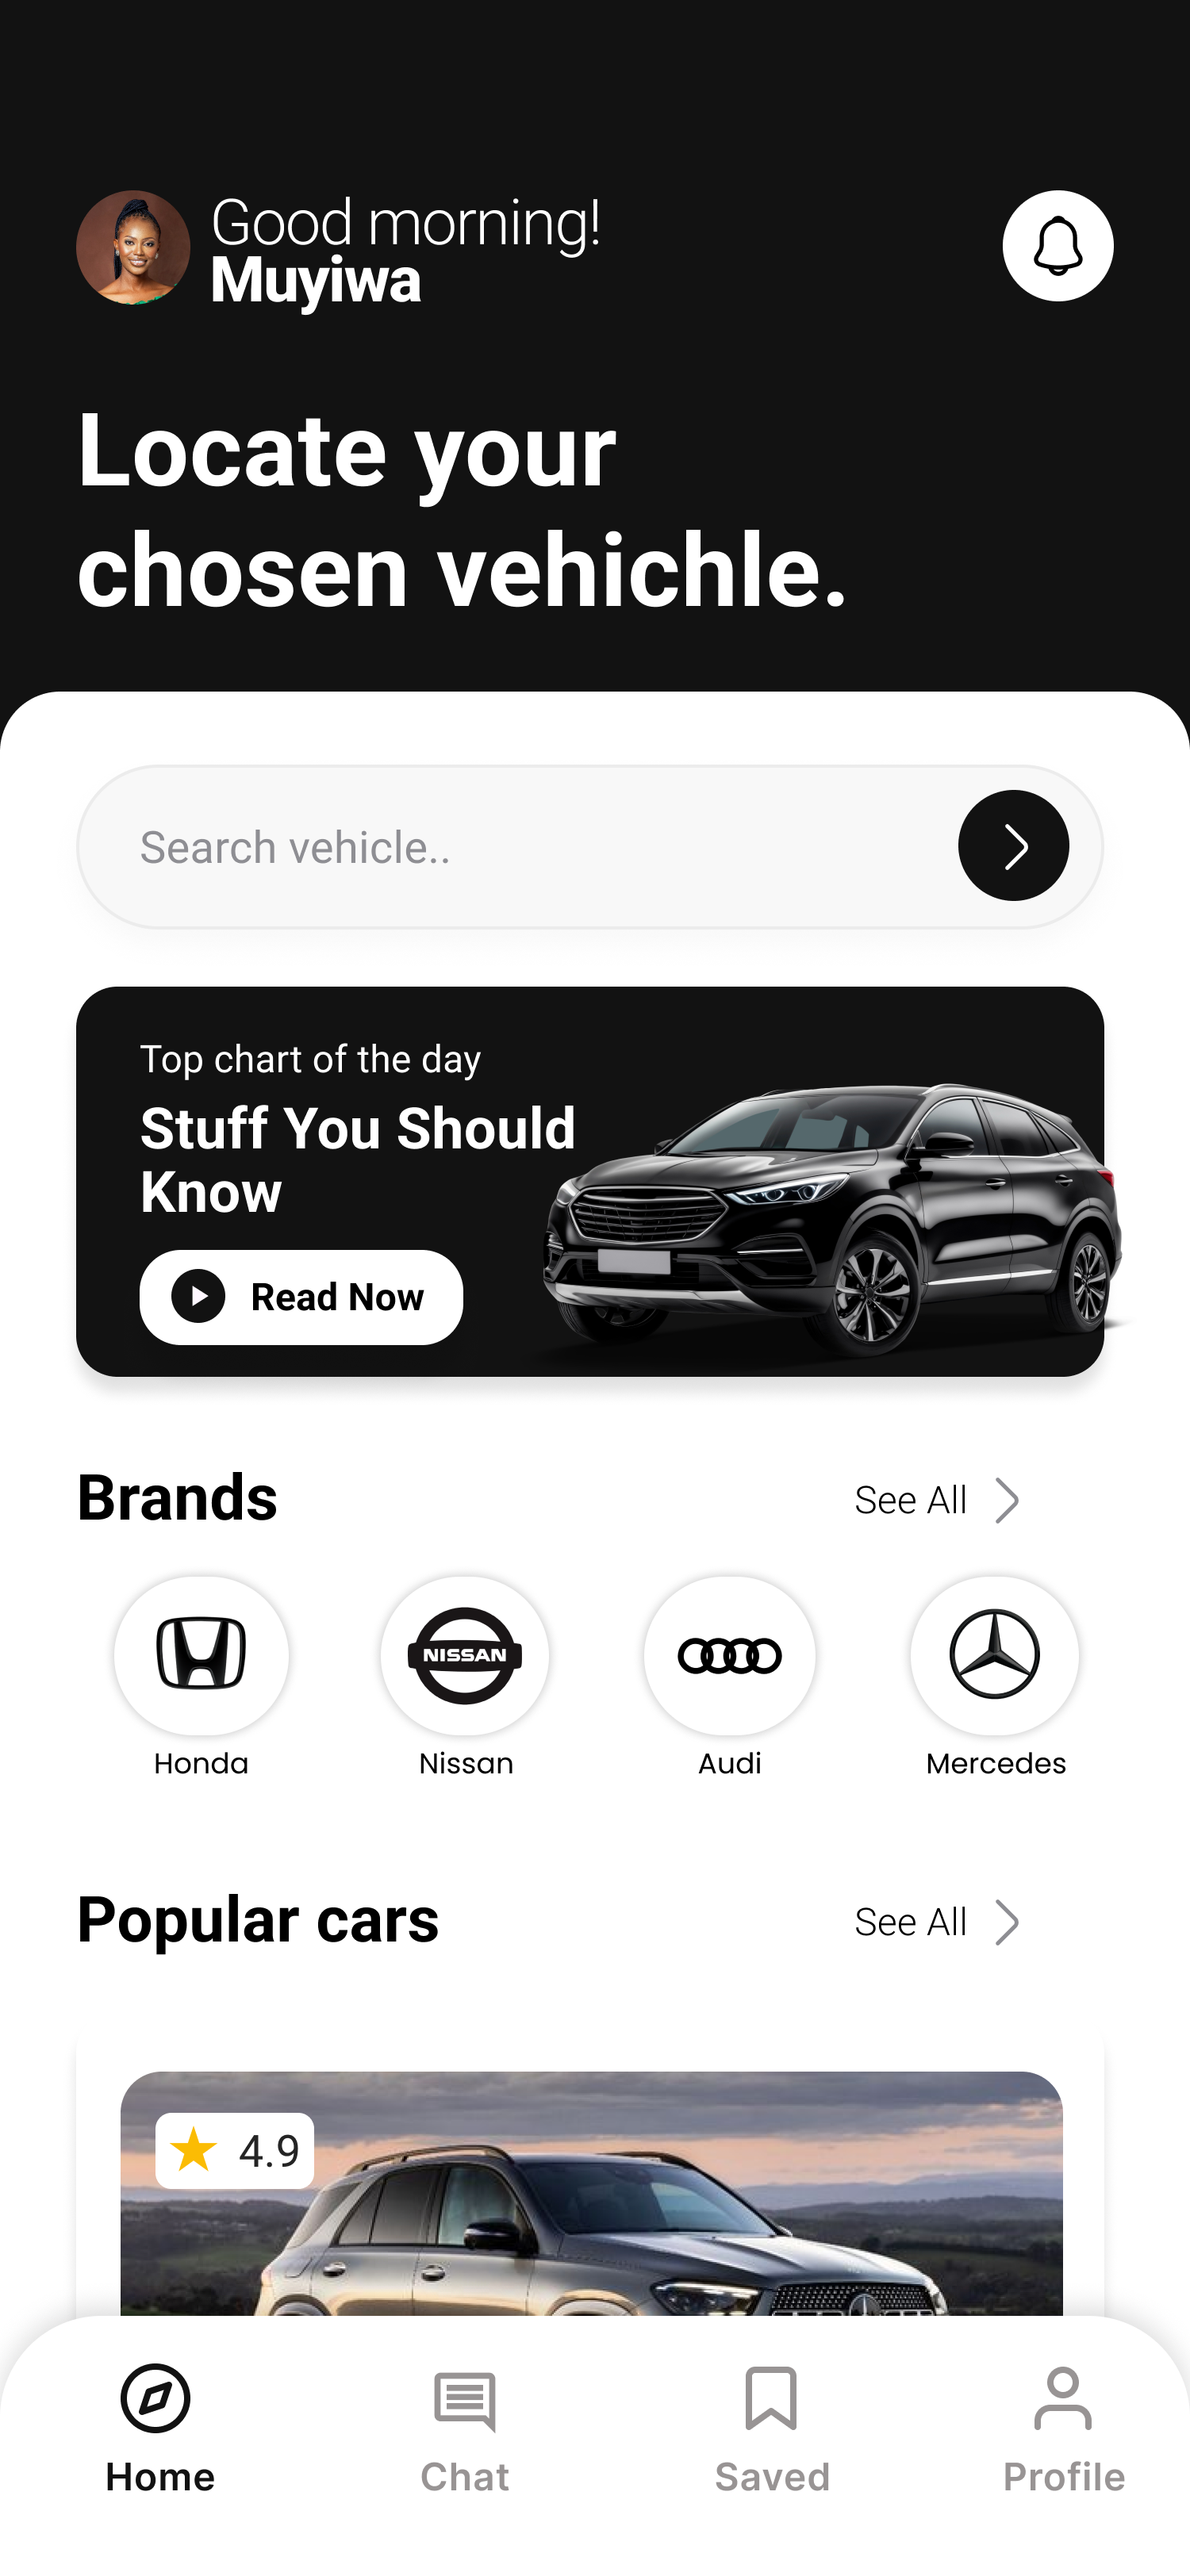 Good morning!
Muyiwa
Locate your
chosen vehichle.
Search vehicle..
Top chart of the day
Stuff You Should
Know
Read Now
Brands
See All
NISSAN
Honda
Nissan
Audi
Mercedes
Popular cars
See All
4.9
Home
Chat
Saved
Profile